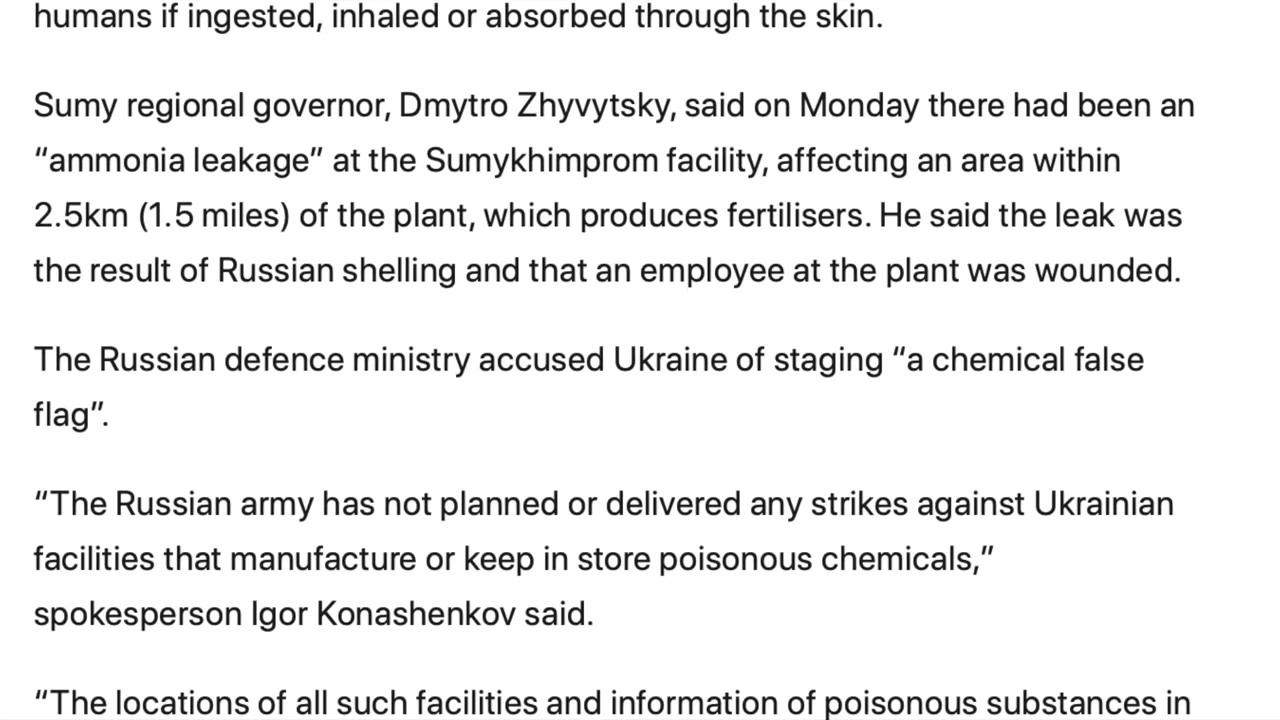 humans if ingested, inhaled or absorbed through the skin.
Sumy regional governor, Dmytro Zhyvytsky, said on Monday there had been an
“ammonia leakage” at the Sumykhimprom facility, affecting an area within
2.5km (1.5 miles) of the plant, which produces fertilisers. He said the leak was
the result of Russian shelling and that an employee at the plant was wounded.
The Russian defence ministry accused Ukraine of staging “a chemical false
flag”.
“The Russian army has not planned or delivered any strikes against Ukrainian
facilities that manufacture or keep in store poisonous chemicals,”
spokesperson Igor Konashenkov said.
“The locations of all such facilities and information of poisonous substances in